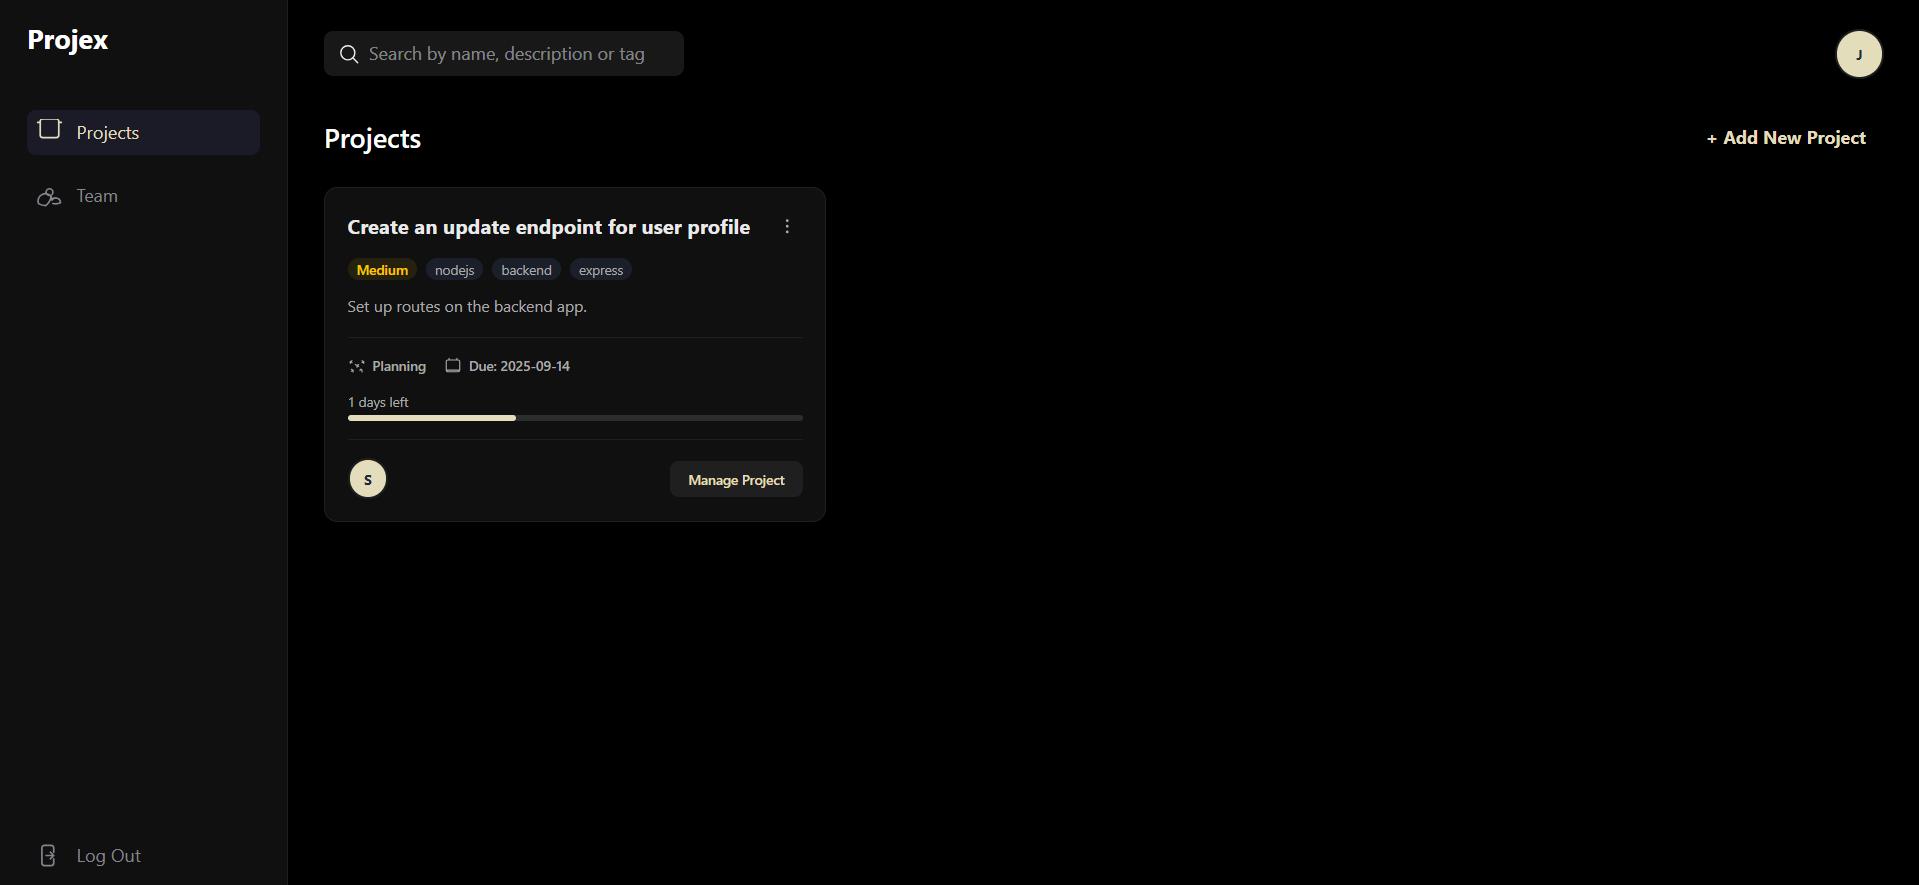 Projex
Projects
Team
Log Out
Search by name, description or tag
J
Projects
+ Add New Project
Create an update endpoint for user profile
Medium nodejs backend express
Set up routes on the backend app.
Planning Due: 2025-09-14
1 days left
S
Manage Project